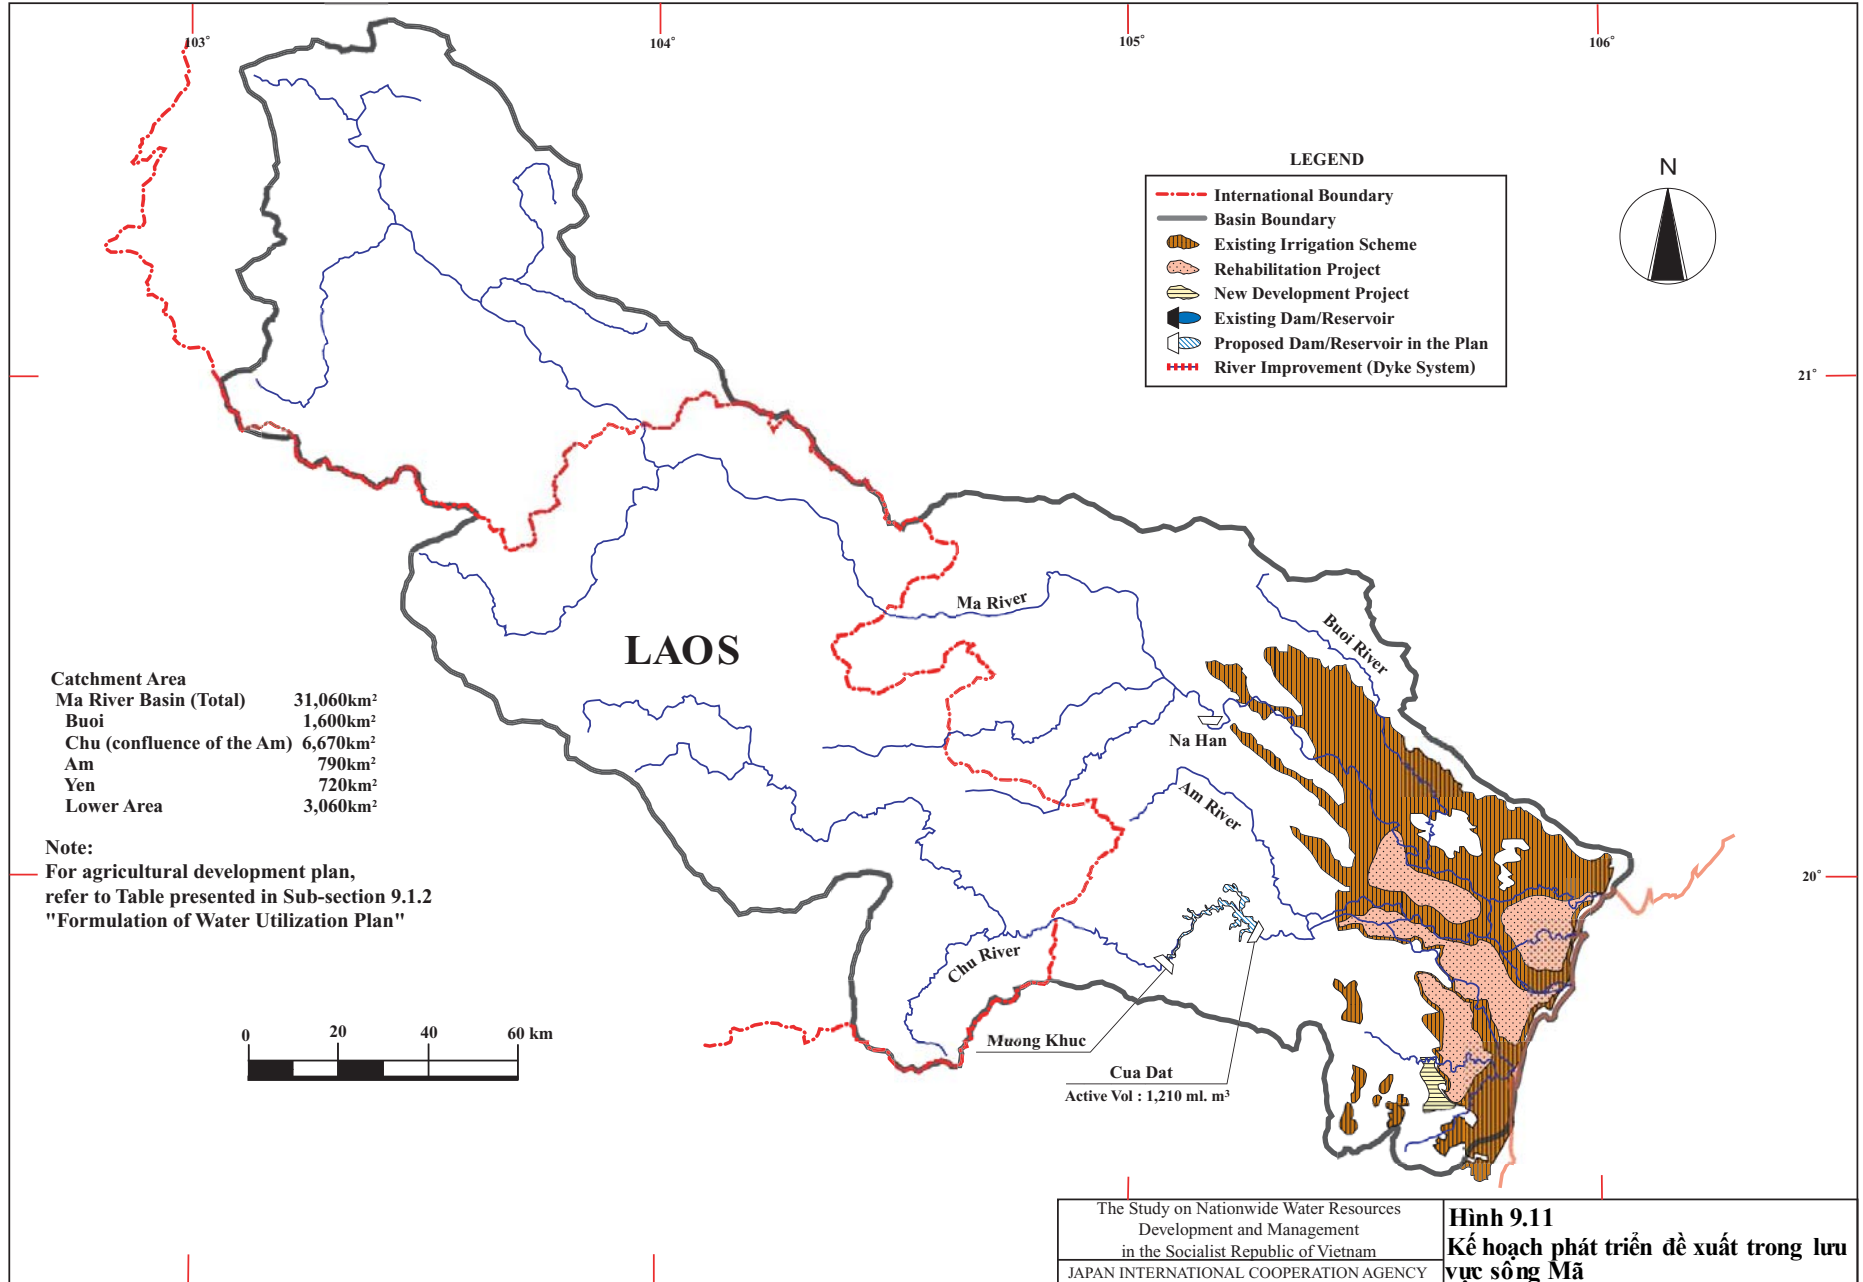 103°
104°
105°
106°
LEGEND
International Boundary
Basin Boundary
Existing Irrigation Scheme
Rehabilitation Project
New Development Project
Existing Dam/Reservoir
Proposed Dam/Reservoir in the Plan
River Improvement (Dyke System)
N
21°
Ma River
Buoi River
LAOS
Catchment Area
Ma River Basin (Total) 31,060km²
Buoi 1,600km²
Chu (confluence of the Am) 6,670km²
Am 790km²
Yen 720km²
Lower Area 3,060km²
Na Han
Am River
Note:
For agricultural development plan,
refer to Table presented in Sub-section 9.1.2
"Formulation of Water Utilization Plan"
20°
Chu River
0 20 40 60 km
Muong Khuc
Cua Dat
Active Vol : 1,210 ml. m³
The Study on Nationwide Water Resources
Development and Management
in the Socialist Republic of Vietnam
JAPAN INTERNATIONAL COOPERATION AGENCY
Hình 9.11
Kế hoạch phát triển đề xuất trong lưu
vực sông Mã